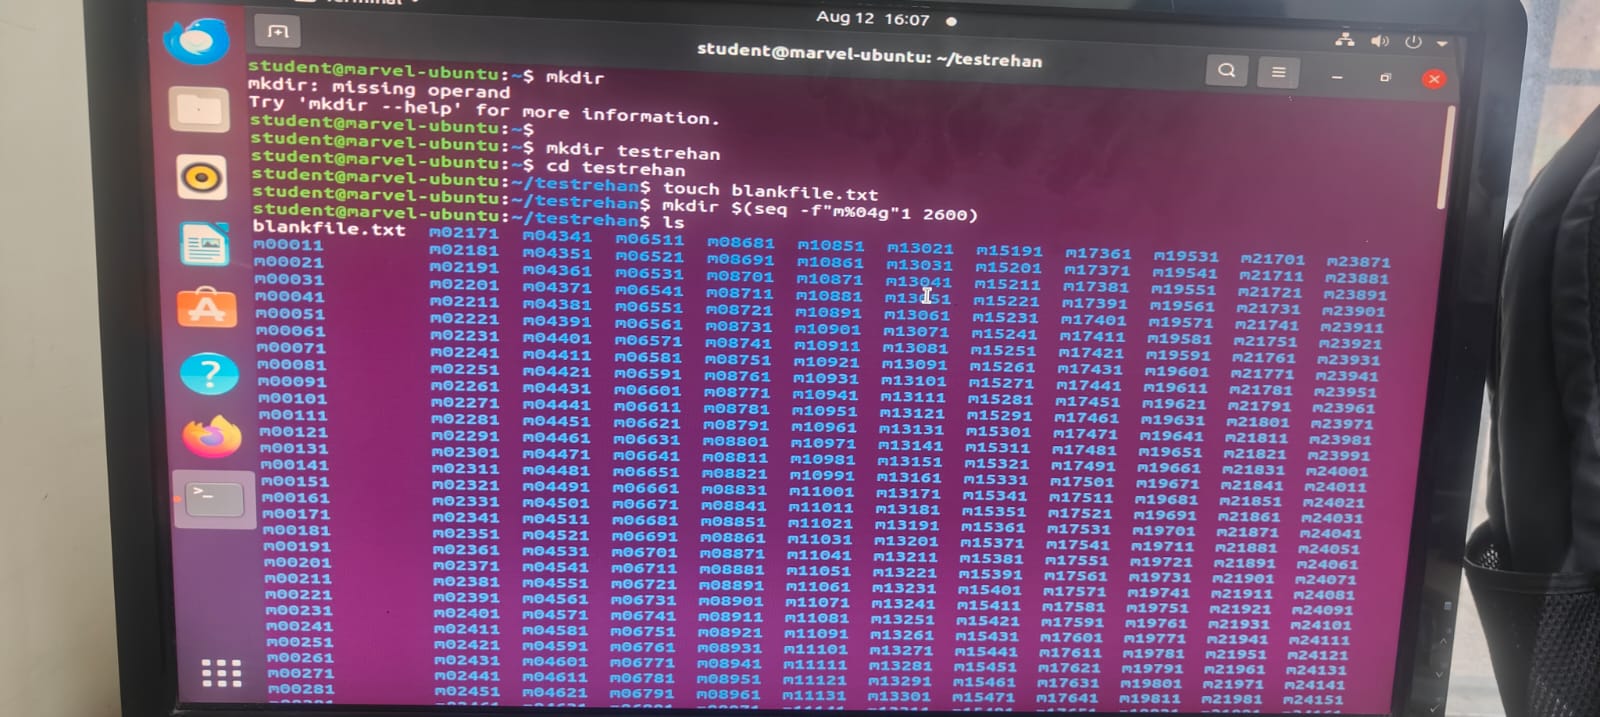 Aug 12 16:07
student@marvel-ubuntu: ~/testrehan
student@marvel-ubuntu:~$ mkdir
mkdir: missing operand
Try 'mkdir --help' for more information.
student@marvel-ubuntu:~$
student@marvel-ubuntu:~$ mkdir testrehan
student@marvel-ubuntu:~$ cd testrehan
student@marvel-ubuntu:~/testrehan$ touch blankfile.txt
student@marvel-ubuntu:~/testrehan$ mkdir $(seq -f"m%04g"1 2600)
student@marvel-ubuntu:~/testrehan$ ls
blankfile.txt m02171 m04341 m06511 m08681 m10851 m13021 m15191 m17361 m19531 m21701 m23871
m00011 m02181 m04351 m06521 m08691 m10861 m13031 m15201 m17371 m19541 m21711 m23881
m00021 m02191 m04361 m06531 m08701 m10871 m13041 m15211 m17381 m19551 m21721 m23891
m00031 m02201 m04371 m06541 m08711 m10881 m13051 m15221 m17391 m19561 m21731 m23901
m00041 m02211 m04381 m06551 m08721 m10891 m13061 m15231 m17401 m19571 m21741 m23911
m00051 m02221 m04391 m06561 m08731 m10901 m13071 m15241 m17411 m19581 m21751 m23921
m00061 m02231 m04401 m06571 m08741 m10911 m13081 m15251 m17421 m19591 m21761 m23931
m00071 m02241 m04411 m06581 m08751 m10921 m13091 m15261 m17431 m19601 m21771 m23941
m00081 m02251 m04421 m06591 m08761 m10931 m13101 m15271 m17441 m19611 m21781 m23951
m00091 m02261 m04431 m06601 m08771 m10941 m13111 m15281 m17451 m19621 m21791 m23961
m00101 m02271 m04441 m06611 m08781 m10951 m13121 m15291 m17461 m19631 m21801 m23971
m00111 m02281 m04451 m06621 m08791 m10961 m13131 m15301 m17471 m19641 m21811 m23981
m00121 m02291 m04461 m06631 m08801 m10971 m13141 m15311 m17481 m19651 m21821 m23991
m00131 m02301 m04471 m06641 m08811 m10981 m13151 m15321 m17491 m19661 m21831 m24001
m00141 m02311 m04481 m06651 m08821 m10991 m13161 m15331 m17501 m19671 m21841 m24011
m00151 m02321 m04491 m06661 m08831 m11001 m13171 m15341 m17511 m19681 m21851 m24021
m00161 m02331 m04501 m06671 m08841 m11011 m13181 m15351 m17521 m19691 m21861 m24031
m00171 m02341 m04511 m06681 m08851 m11021 m13191 m15361 m17531 m19701 m21871 m24041
m00181 m02351 m04521 m06691 m08861 m11031 m13201 m15371 m17541 m19711 m21881 m24051
m00191 m02361 m04531 m06701 m08871 m11041 m13211 m15381 m17551 m19721 m21891 m24061
m00201 m02371 m04541 m06711 m08881 m11051 m13221 m15391 m17561 m19731 m21901 m24071
m00211 m02381 m04551 m06721 m08891 m11061 m13231 m15401 m17571 m19741 m21911 m24081
m00221 m02391 m04561 m06731 m08901 m11071 m13241 m15411 m17581 m19751 m21921 m24091
m00231 m02401 m04571 m06741 m08911 m11081 m13251 m15421 m17591 m19761 m21931 m24101
m00241 m02411 m04581 m06751 m08921 m11091 m13261 m15431 m17601 m19771 m21941 m24111
m00251 m02421 m04591 m06761 m08931 m11101 m13271 m15441 m17611 m19781 m21951 m24121
m00261 m02431 m04601 m06771 m08941 m11111 m13281 m15451 m17621 m19791 m21961 m24131
m00271 m02441 m04611 m06781 m08951 m11121 m13291 m15461 m17631 m19801 m21971 m24141
m00281 m02451 m04621 m06791 m08961 m11131 m13301 m15471 m17641 m19811 m21981 m24151